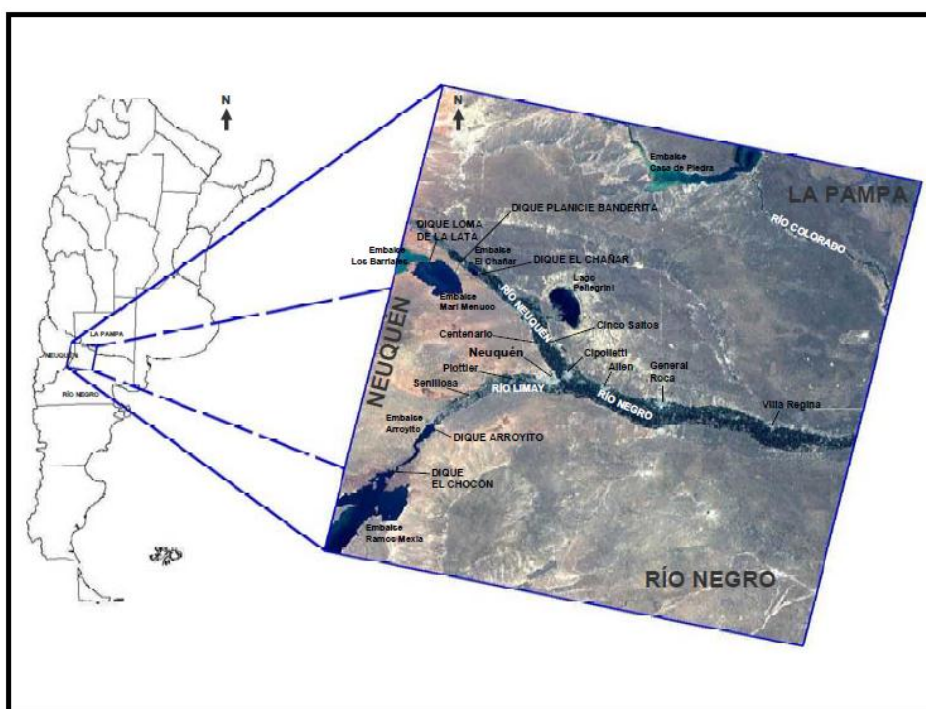 N
LA PAMPA
NEUQUÉN
RÍO NEGRO
N
Embalse
Casa de Piedra
LA PAMPA
RÍO COLORADO
DIQUE PLANICIE BANDERITA
DIQUE LOMA
DE LA LATA
Embalse
Los Barriales
Embalse
El Chañar
DIQUE EL CHAÑAR
Embalse
Mari Menuco
Lago
Pellegrini
RÍO NEUQUÉN
NEUQUÉN
Centenario
Cinco Saltos
Neuquén
Cipolletti
Plottier
Allen
General
Roca
Senillosa
RÍO LIMAY
RÍO NEGRO
Villa Regina
Embalse
Arroyito
DIQUE ARROYITO
DIQUE
EL CHOCÓN
Embalse
Ramos Mexía
RÍO NEGRO